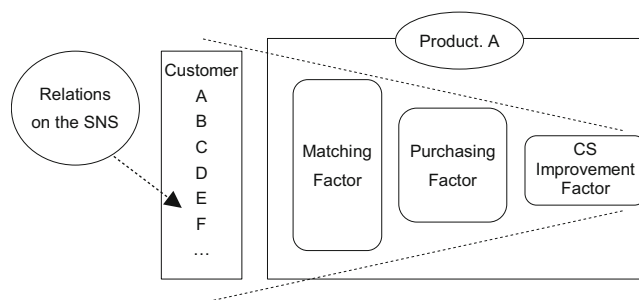 Product. A
Relations
on the SNS
Customer
A
B
C
D
E
F
…
Matching
Factor
Purchasing
Factor
CS
Improvement
Factor